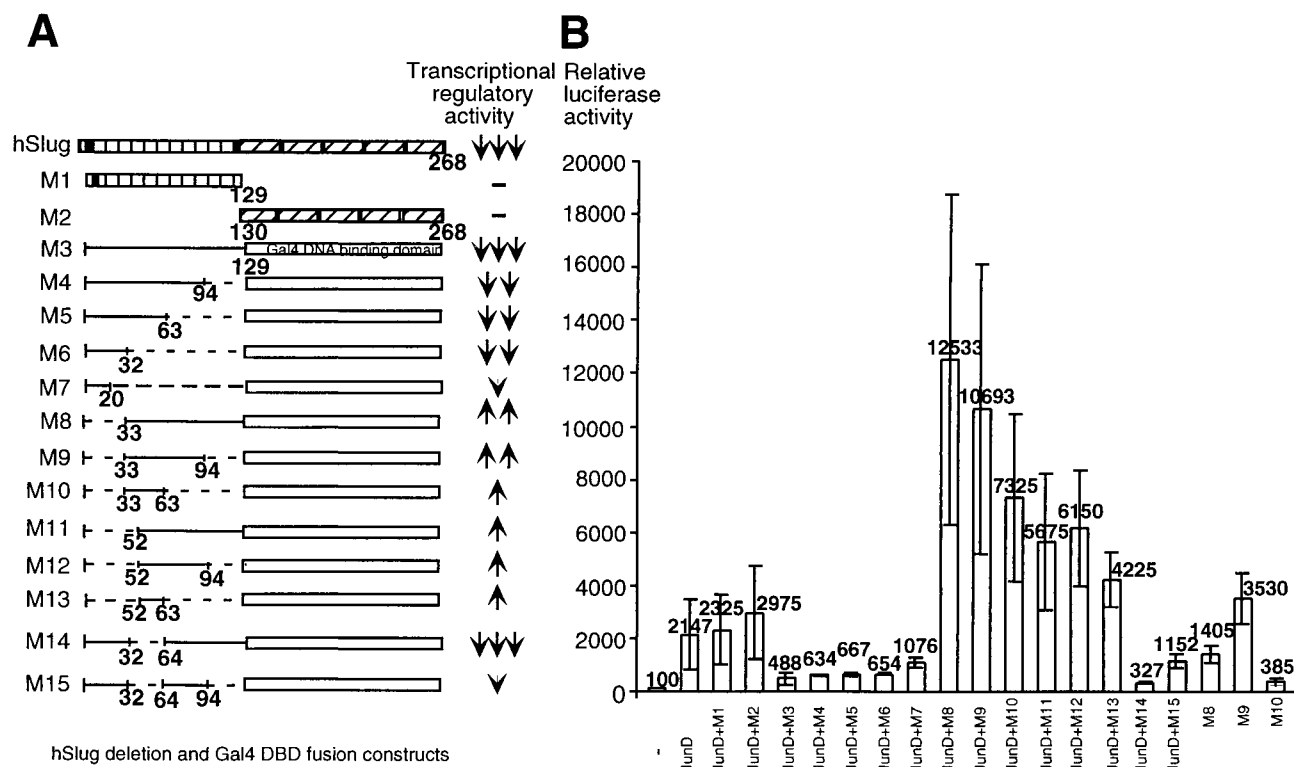 A
B
Transcriptional
regulatory
activity
Relative
luciferase
activity
hSlug
268
M1
129
M2
130
268
M3
Gal4 DNA binding domain
129
M4
94
M5
63
M6
32
M7
20
M8
33
M9
33
94
M10
33
63
M11
52
M12
52
94
M13
52
63
M14
32
64
M15
32
64
94
hSlug deletion and Gal4 DBD fusion constructs
20000
18000
16000
14000
12000
10000
8000
6000
4000
2000
0
100
2147
2325
2975
488
634
667
654
1076
12533
10693
7325
5675
6150
4225
327
1152
1405
3530
385
-
JunD
JunD+M1
JunD+M2
JunD+M3
JunD+M4
JunD+M5
JunD+M6
JunD+M7
JunD+M8
JunD+M9
JunD+M10
JunD+M11
JunD+M12
JunD+M13
JunD+M14
JunD+M15
M8
M9
M10